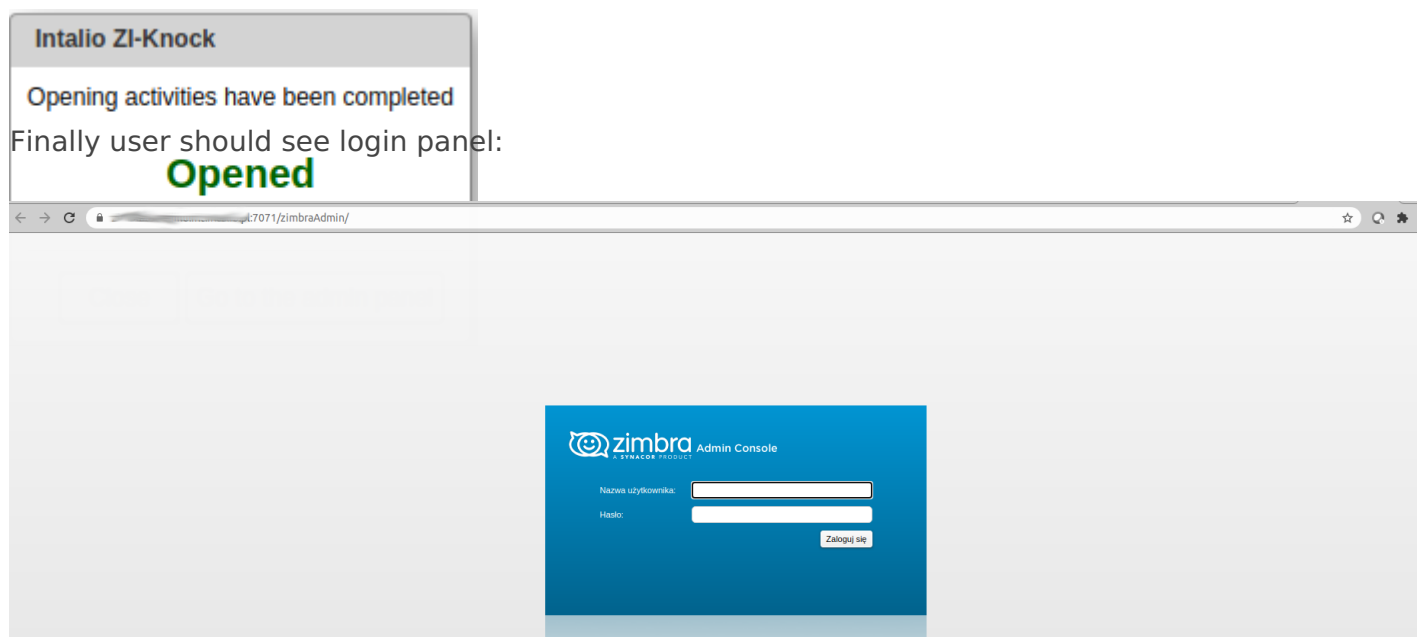 Intalio ZI-Knock
Opening activities have been completed
Finally user should see login panel:
Opened
:7071/zimbraAdmin/
zimbra Admin Console
A SYNACOR PRODUCT
Nazwa użytkownika:
Hasło:
Zaloguj się